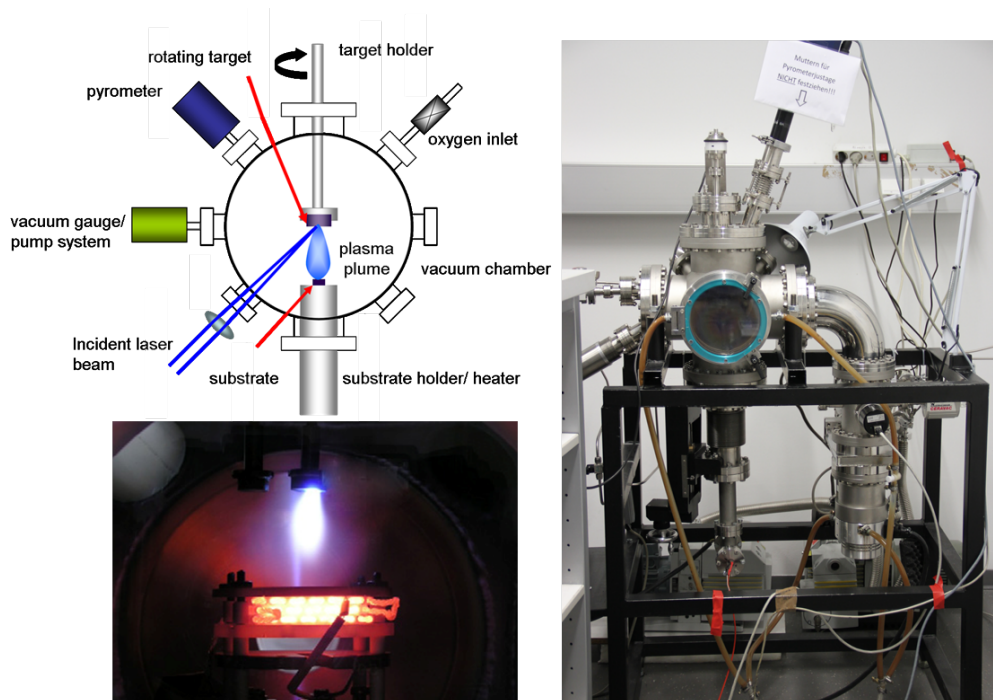 rotating target
target holder
pyrometer
oxygen inlet
vacuum gauge/
pump system
plasma
plume
vacuum chamber
Incident laser
beam
substrate
substrate holder/ heater
Muttern für
Pyrometerjustage
NICHT festziehen!!!